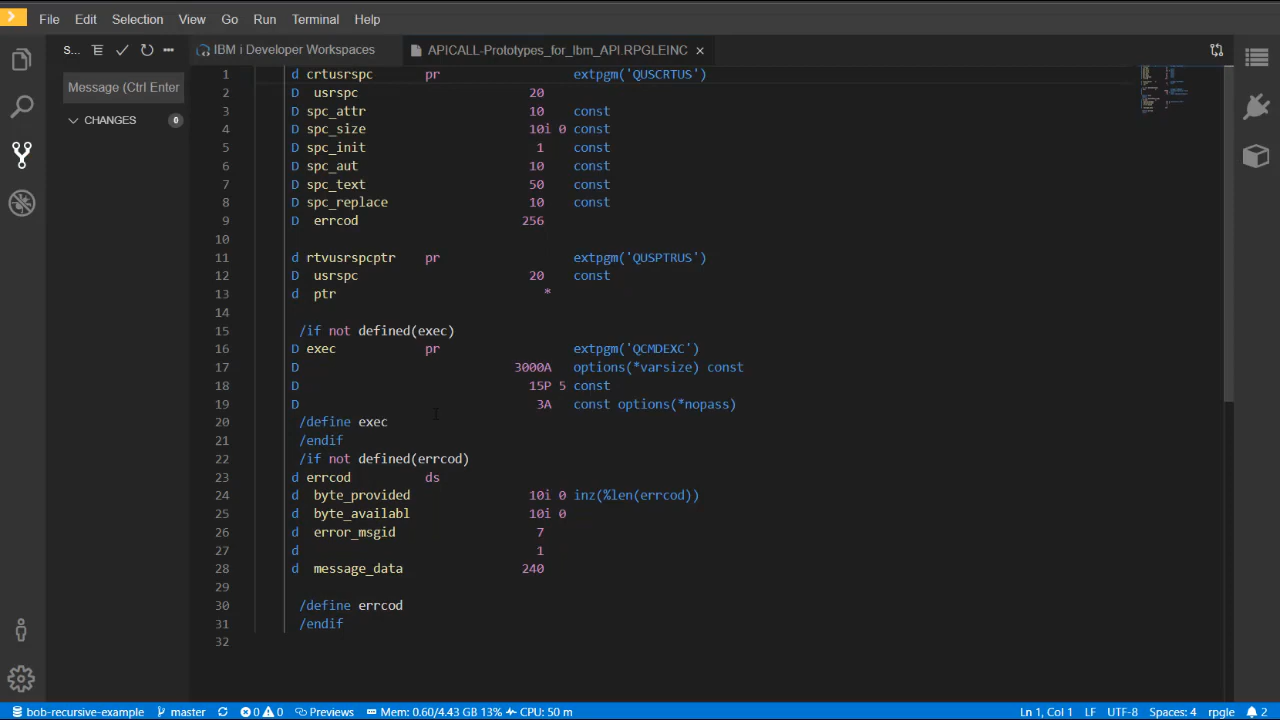 File Edit Selection View Go Run Terminal Help
S... IBM i Developer Workspaces APICALL-Prototypes_for_Ibm_API.RPGLEINC
Message (Ctrl Enter
CHANGES 0
1 d crtusrspc pr extpgm('QUSCRTUS')
2 D usrspc 20
3 D spc_attr 10 const
4 D spc_size 10i 0 const
5 D spc_init 1 const
6 D spc_aut 10 const
7 D spc_text 50 const
8 D spc_replace 10 const
9 D errcod 256
10
11 d rtvusrspcptr pr extpgm('QUSPTRUS')
12 D usrspc 20 const
13 d ptr *
14
15 /if not defined(exec)
16 D exec pr extpgm('QCMDEXC')
17 D 3000A options(*varsize) const
18 D 15P 5 const
19 D 3A const options(*nopass)
20 /define exec
21 /endif
22 /if not defined(errcod)
23 d errcod ds
24 d byte_provided 10i 0 inz(%len(errcod))
25 d byte_availabl 10i 0
26 d error_msgid 7
27 d 1
28 d message_data 240
29
30 /define errcod
31 /endif
32
bob-recursive-example master 0 0 Previews Mem: 0.60/4.43 GB 13% CPU: 50 m Ln 1, Col 1 LF UTF-8 Spaces: 4 rpgle 2